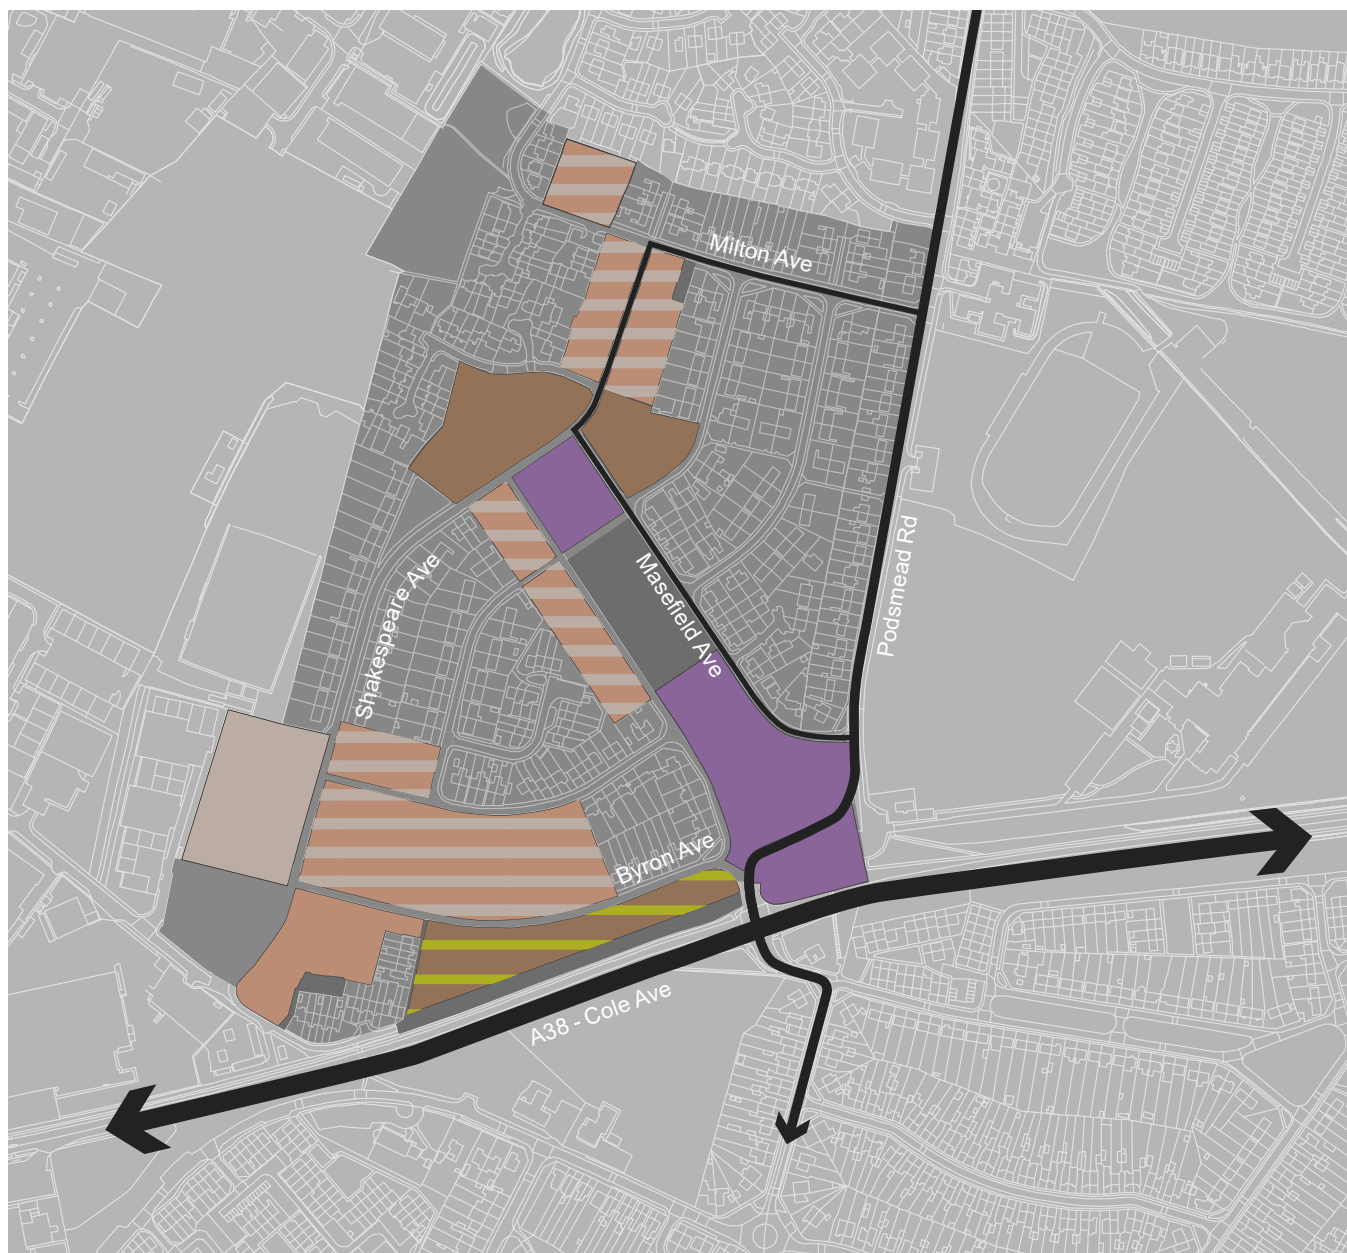 Milton Ave
Masefield Ave
Podsmead Rd
Shakespeare Ave
Byron Ave
A38 - Cole Ave